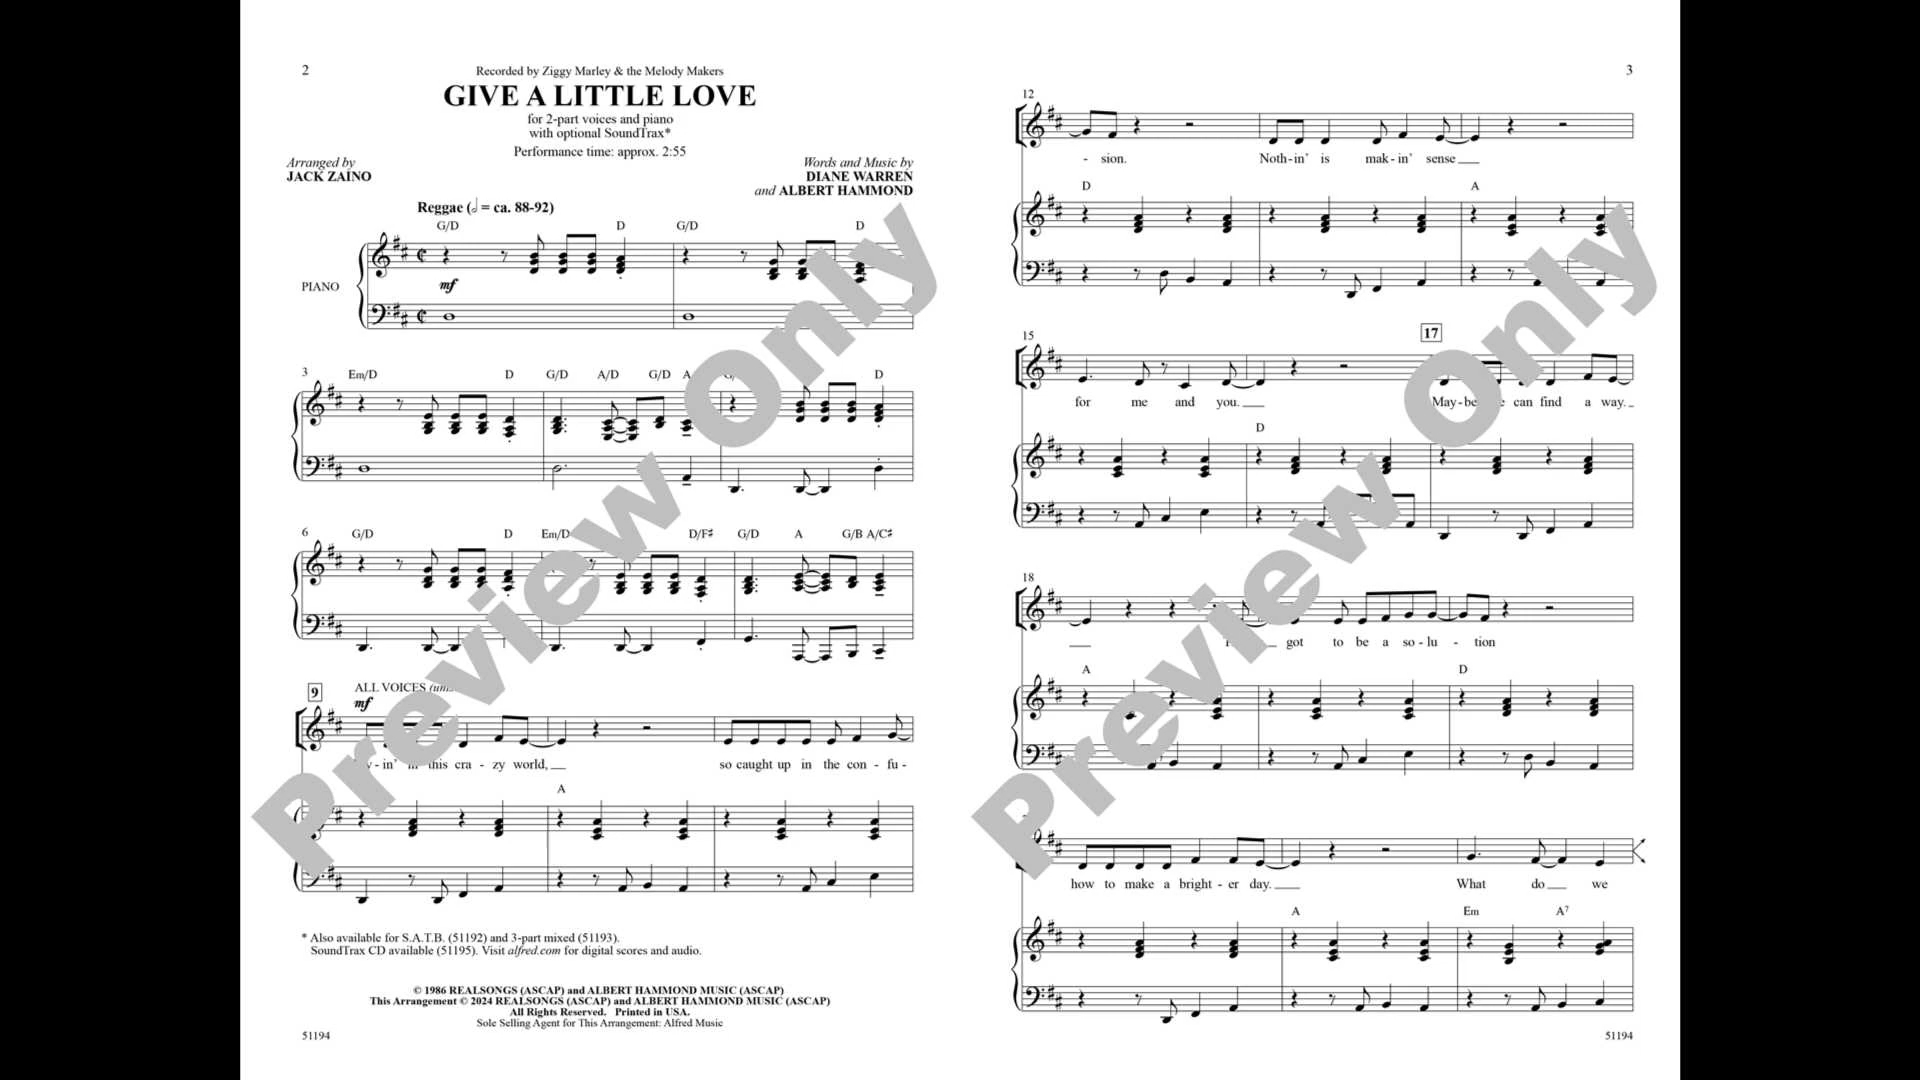 2
Recorded by Ziggy Marley & the Melody Makers
GIVE A LITTLE LOVE
for 2-part voices and piano
with optional SoundTrax*
Performance time: approx. 2:55
Arranged by
JACK ZAINO
Words and Music by
DIANE WARREN
and ALBERT HAMMOND
Reggae (𝅗𝅥 = ca. 88-92)
G/D D G/D D
PIANO
mf
3
Em/D D G/D A/D G/D A D
6
G/D D Em/D D/F♯ G/D A G/B A/C♯
9
ALL VOICES
mf
this cra - zy world,
so caught up in the con - fu -
A
* Also available for S.A.T.B. (51192) and 3-part mixed (51193).
SoundTrax CD available (51195). Visit alfred.com for digital scores and audio.
© 1986 REALSONGS (ASCAP) and ALBERT HAMMOND MUSIC (ASCAP)
This Arrangement © 2024 REALSONGS (ASCAP) and ALBERT HAMMOND MUSIC (ASCAP)
All Rights Reserved. Printed in USA.
Sole Selling Agent for This Arrangement: Alfred Music
51194
Preview Only
3
12
- sion. Noth-in' is mak-in' sense
D A
15
17
for me and you. May-be can find a way.
D
18
got to be a so-lu - tion
A D
how to make a bright - er day. What do we
A Em A7
51194
Preview Only